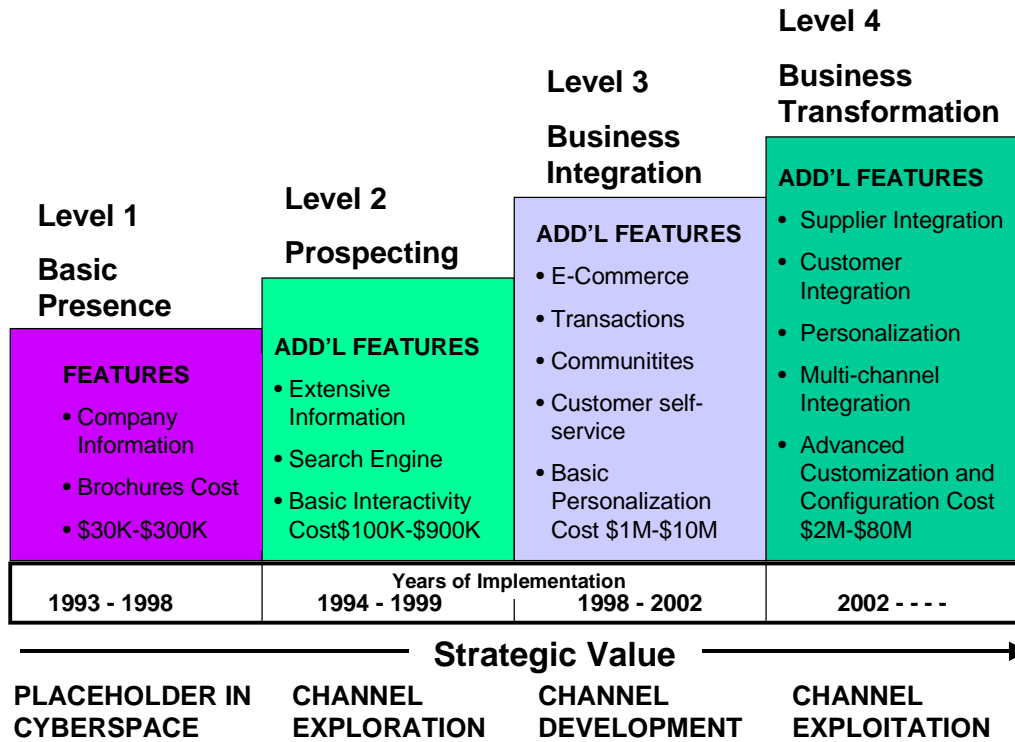 Level 1
Basic
Presence
FEATURES
• Company
Information
• Brochures Cost
• $30K-$300K
Level 2
Prospecting
ADD'L FEATURES
• Extensive
Information
• Search Engine
• Basic Interactivity
Cost$100K-$900K
Level 3
Business
Integration
ADD'L FEATURES
• E-Commerce
• Transactions
• Communitites
• Customer self-
service
• Basic
Personalization
Cost $1M-$10M
Level 4
Business
Transformation
ADD'L FEATURES
• Supplier Integration
• Customer
Integration
• Personalization
• Multi-channel
Integration
• Advanced
Customization and
Configuration Cost
$2M-$80M
Years of Implementation
1993 - 1998
1994 - 1999
1998 - 2002
2002 - - - -
Strategic Value
PLACEHOLDER IN
CYBERSPACE
CHANNEL
EXPLORATION
CHANNEL
DEVELOPMENT
CHANNEL
EXPLOITATION